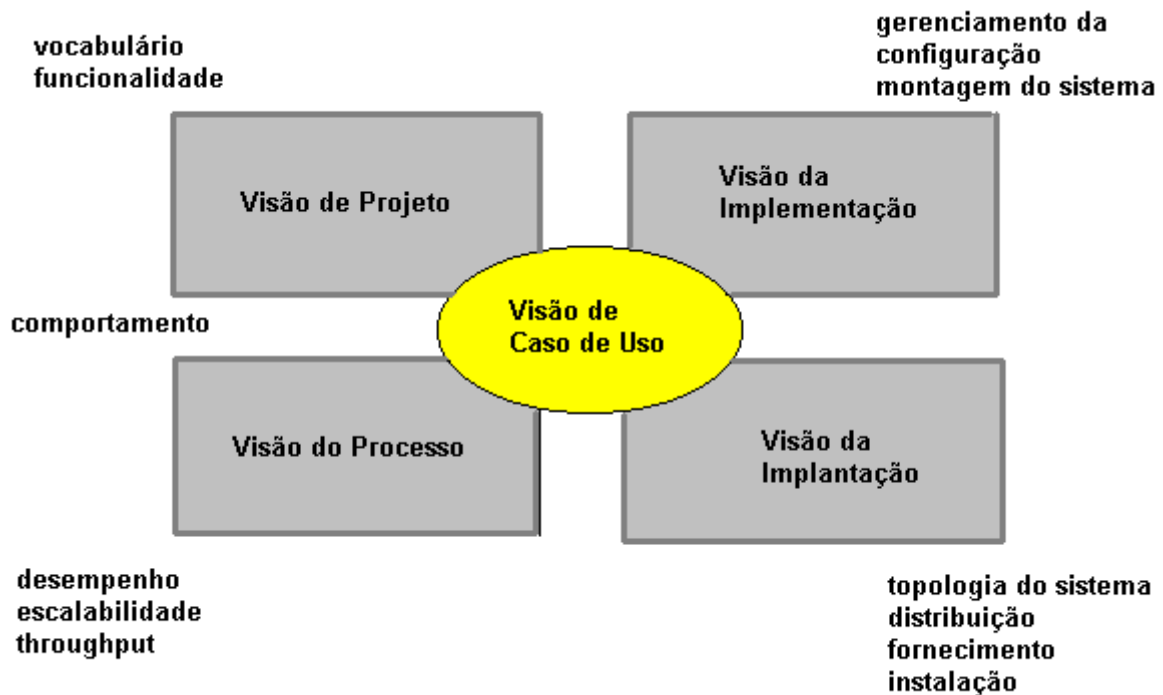 vocabulário
funcionalidade
gerenciamento da
configuração
montagem do sistema
Visão de Projeto
Visão da
Implementação
Visão de
Caso de Uso
comportamento
Visão do Processo
Visão da
Implantação
desempenho
escalabilidade
throughput
topologia do sistema
distribuição
fornecimento
instalação